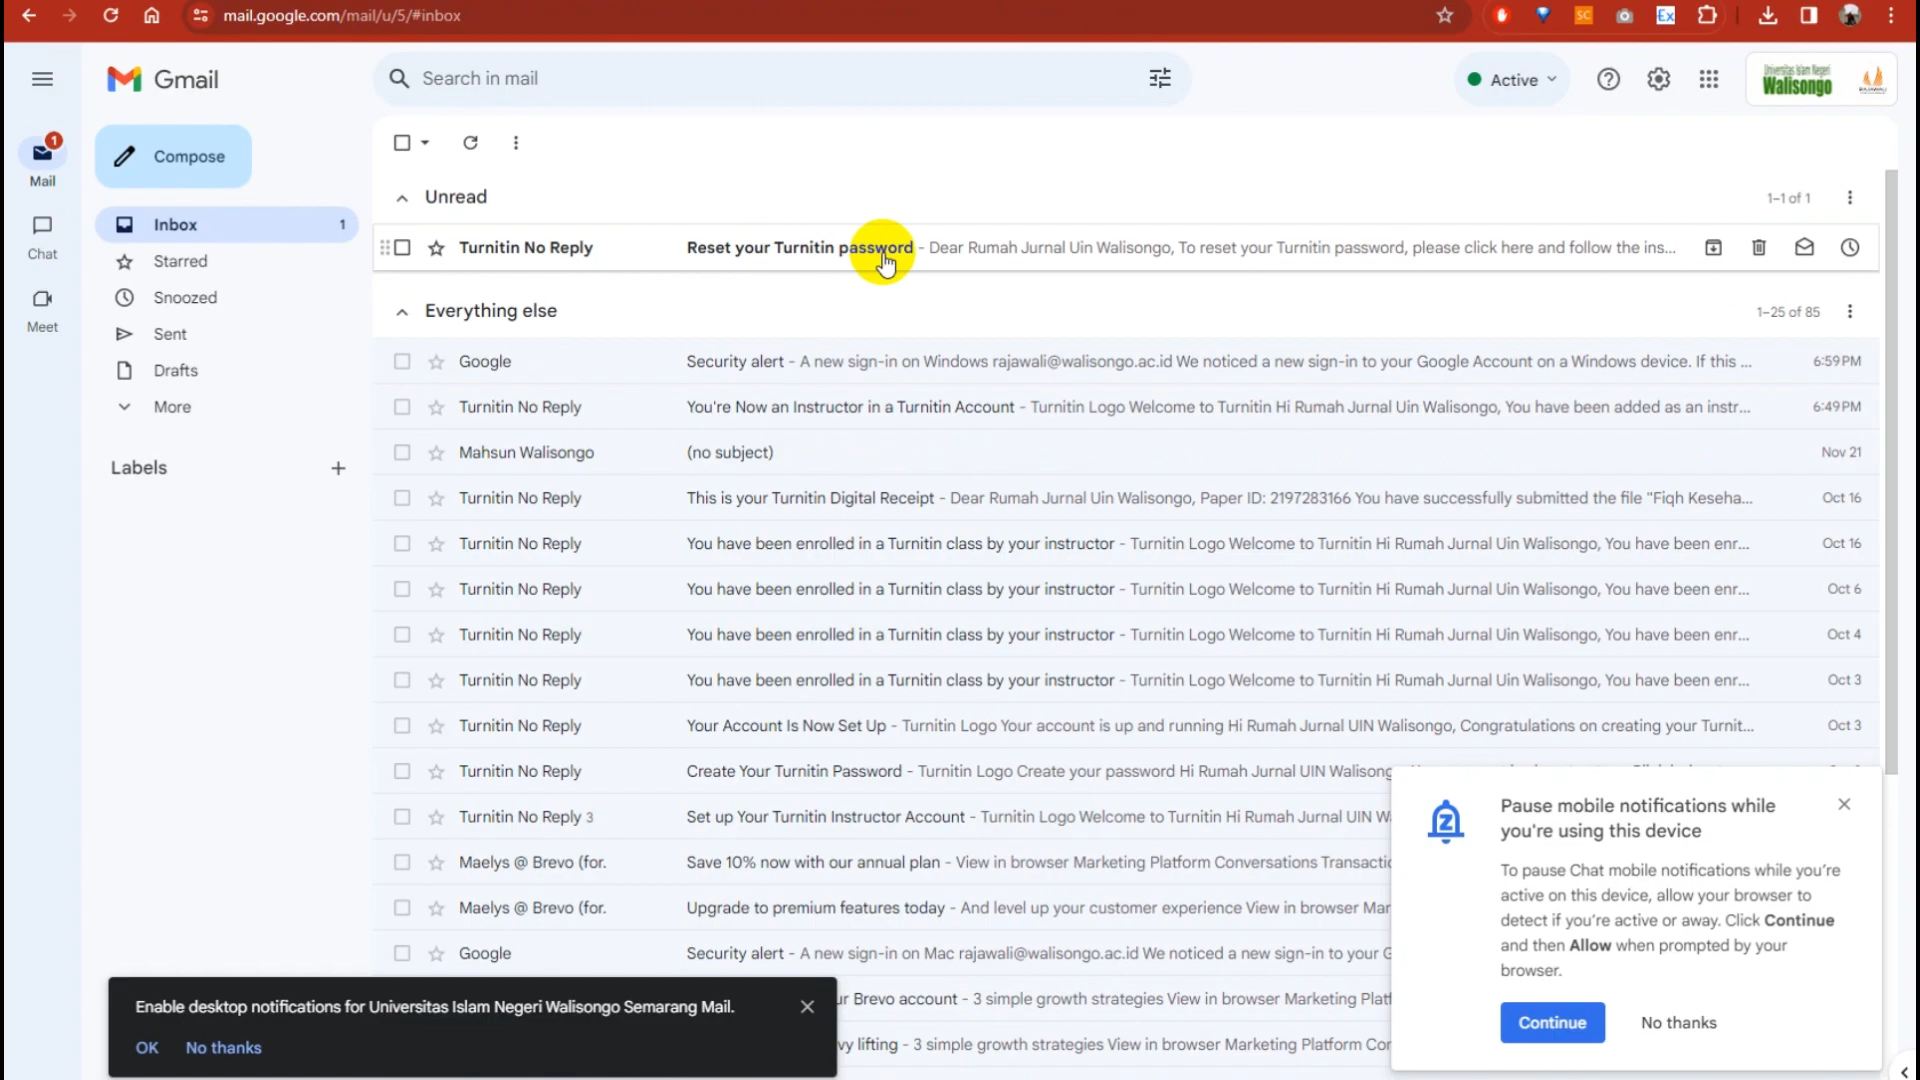 mail.google.com/mail/u/5/#inbox
SC
Ex
Gmail
Search in mail
Active
Universitas Islam Negeri
Walisongo
1
Mail
Compose
Unread
1–1 of 1
Inbox 1
Turnitin No Reply Reset your Turnitin password - Dear Rumah Jurnal Uin Walisongo, To reset your Turnitin password, please click here and follow the ins...
Chat
Starred
Snoozed
Everything else
1–25 of 85
Meet
Sent
Google Security alert - A new sign-in on Windows rajawali@walisongo.ac.id We noticed a new sign-in to your Google Account on a Windows device. If this ... 6:59 PM
Drafts
More
Turnitin No Reply You're Now an Instructor in a Turnitin Account - Turnitin Logo Welcome to Turnitin Hi Rumah Jurnal Uin Walisongo, You have been added as an instr... 6:49 PM
Mahsun Walisongo (no subject) Nov 21
Labels
Turnitin No Reply This is your Turnitin Digital Receipt - Dear Rumah Jurnal Uin Walisongo, Paper ID: 2197283166 You have successfully submitted the file "Fiqh Keseha... Oct 16
Turnitin No Reply You have been enrolled in a Turnitin class by your instructor - Turnitin Logo Welcome to Turnitin Hi Rumah Jurnal Uin Walisongo, You have been enr... Oct 16
Turnitin No Reply You have been enrolled in a Turnitin class by your instructor - Turnitin Logo Welcome to Turnitin Hi Rumah Jurnal Uin Walisongo, You have been enr... Oct 6
Turnitin No Reply You have been enrolled in a Turnitin class by your instructor - Turnitin Logo Welcome to Turnitin Hi Rumah Jurnal Uin Walisongo, You have been enr... Oct 4
Turnitin No Reply You have been enrolled in a Turnitin class by your instructor - Turnitin Logo Welcome to Turnitin Hi Rumah Jurnal Uin Walisongo, You have been enr... Oct 3
Turnitin No Reply Your Account Is Now Set Up - Turnitin Logo Your account is up and running Hi Rumah Jurnal UIN Walisongo, Congratulations on creating your Turnit... Oct 3
Turnitin No Reply Create Your Turnitin Password - Turnitin Logo Create your password Hi Rumah Jurnal UIN Walisong
Turnitin No Reply 3 Set up Your Turnitin Instructor Account - Turnitin Logo Welcome to Turnitin Hi Rumah Jurnal UIN W
Maelys @ Brevo (for. Save 10% now with our annual plan - View in browser Marketing Platform Conversations Transactio
Maelys @ Brevo (for. Upgrade to premium features today - And level up your customer experience View in browser Mar
Google Security alert - A new sign-in on Mac rajawali@walisongo.ac.id We noticed a new sign-in to your G
ur Brevo account - 3 simple growth strategies View in browser Marketing Platf
vy lifting - 3 simple growth strategies View in browser Marketing Platform Cor
Pause mobile notifications while
you're using this device
To pause Chat mobile notifications while you're
active on this device, allow your browser to
detect if you're active or away. Click Continue
and then Allow when prompted by your
browser.
Continue No thanks
Enable desktop notifications for Universitas Islam Negeri Walisongo Semarang Mail.
OK No thanks